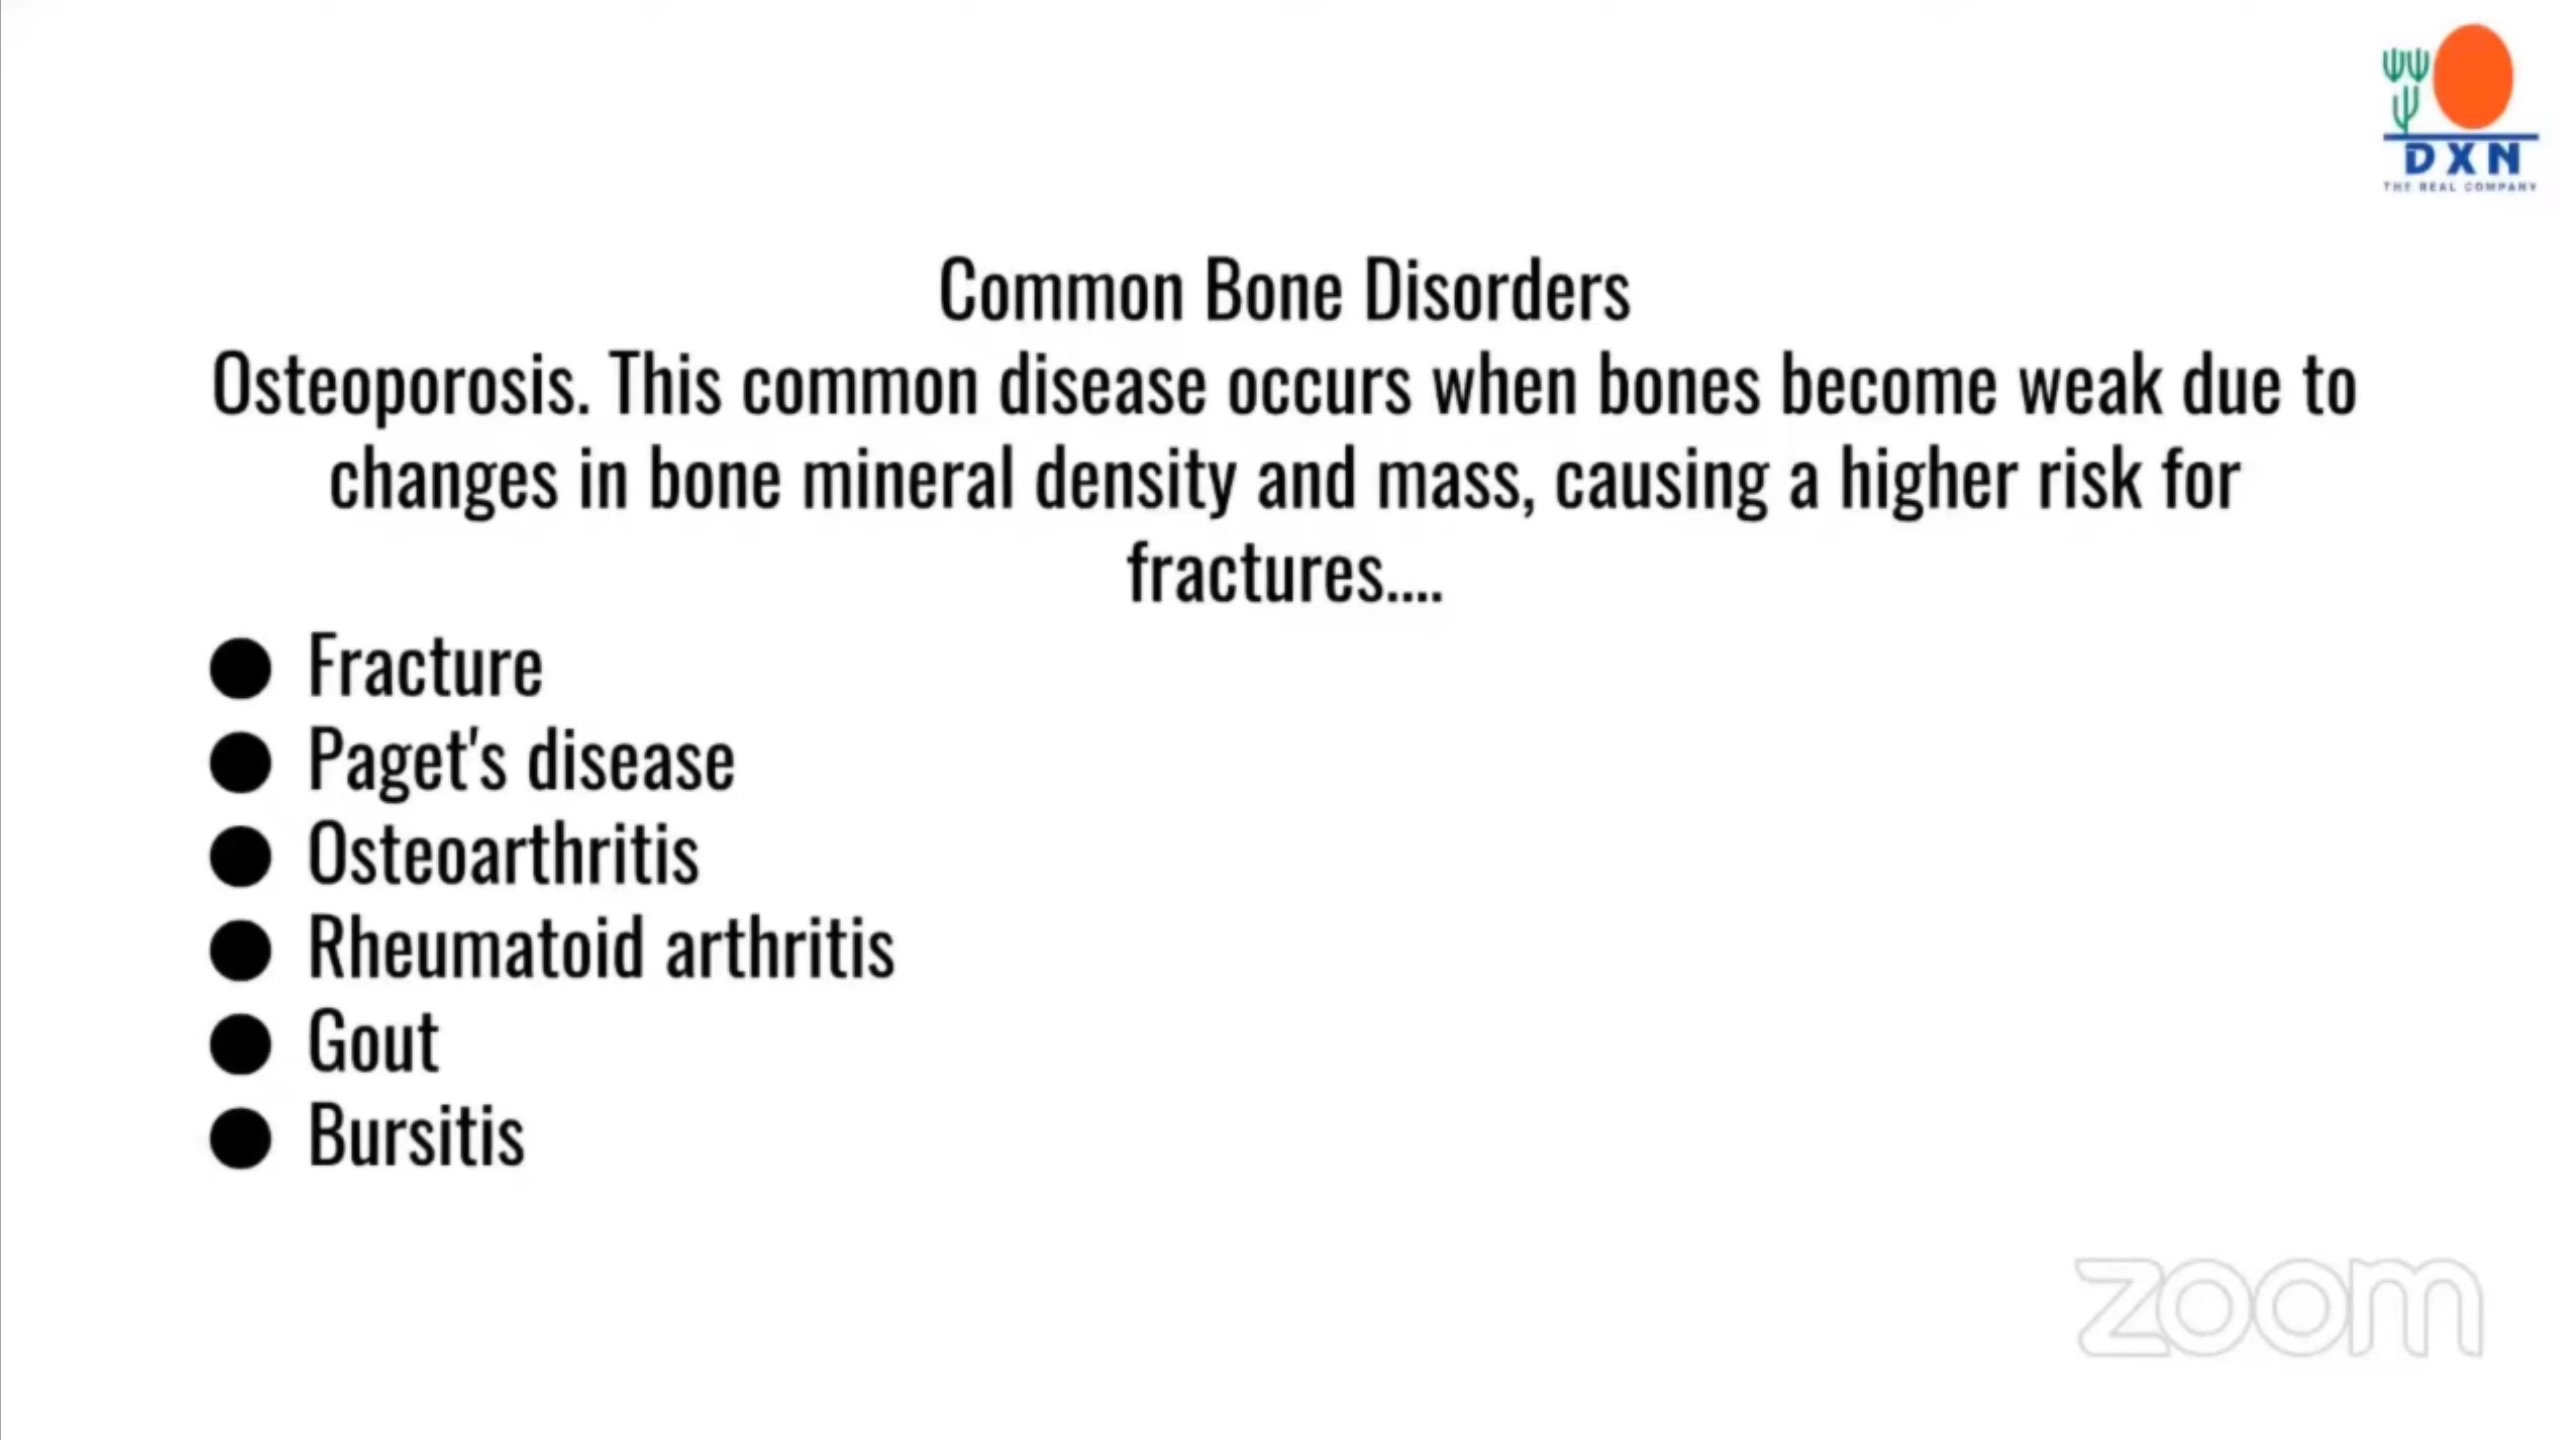 DXN
THE REAL COMPANY
Common Bone Disorders
Osteoporosis. This common disease occurs when bones become weak due to
changes in bone mineral density and mass, causing a higher risk for
fractures....
● Fracture
● Paget's disease
● Osteoarthritis
● Rheumatoid arthritis
● Gout
● Bursitis
zoom